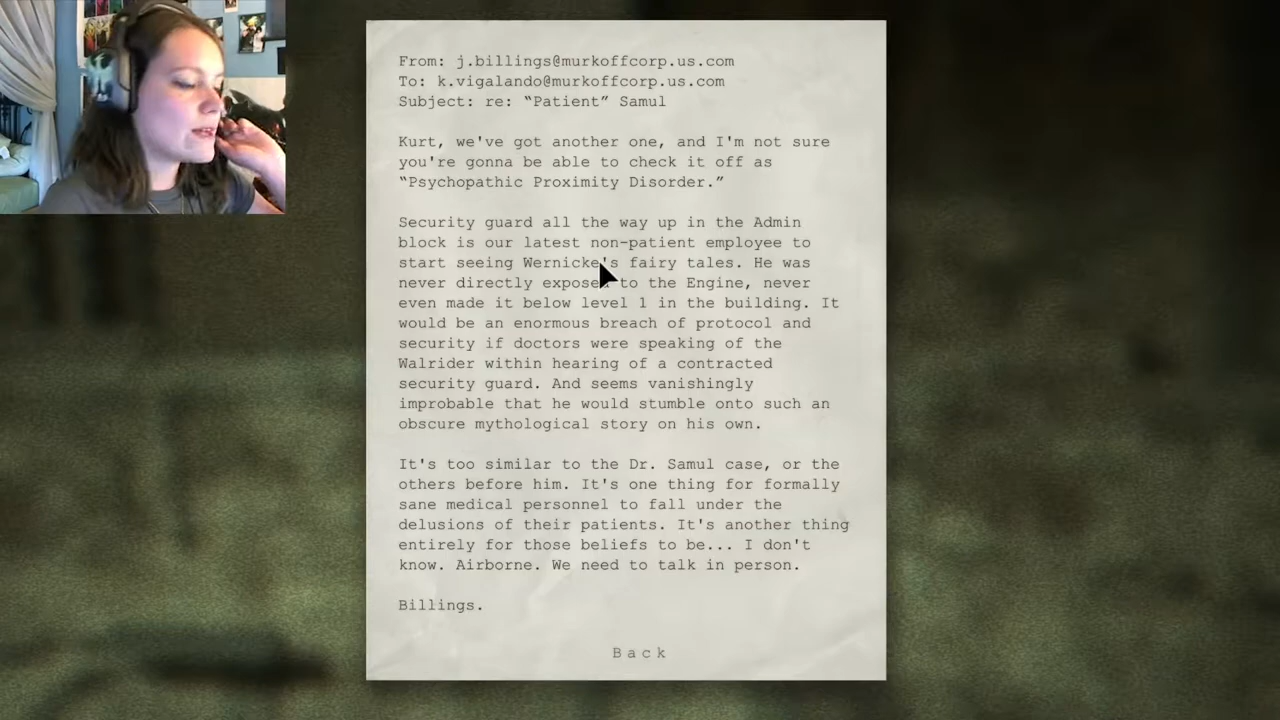 From: j.billings@murkoffcorp.us.com
To: k.vigalando@murkoffcorp.us.com
Subject: re: “Patient” Samul
Kurt, we've got another one, and I'm not sure
you're gonna be able to check it off as
“Psychopathic Proximity Disorder.”
Security guard all the way up in the Admin
block is our latest non-patient employee to
start seeing Wernicke's fairy tales. He was
never directly exposed to the Engine, never
even made it below level 1 in the building. It
would be an enormous breach of protocol and
security if doctors were speaking of the
Walrider within hearing of a contracted
security guard. And seems vanishingly
improbable that he would stumble onto such an
obscure mythological story on his own.
It's too similar to the Dr. Samul case, or the
others before him. It's one thing for formally
sane medical personnel to fall under the
delusions of their patients. It's another thing
entirely for those beliefs to be... I don't
know. Airborne. We need to talk in person.
Billings.
Back